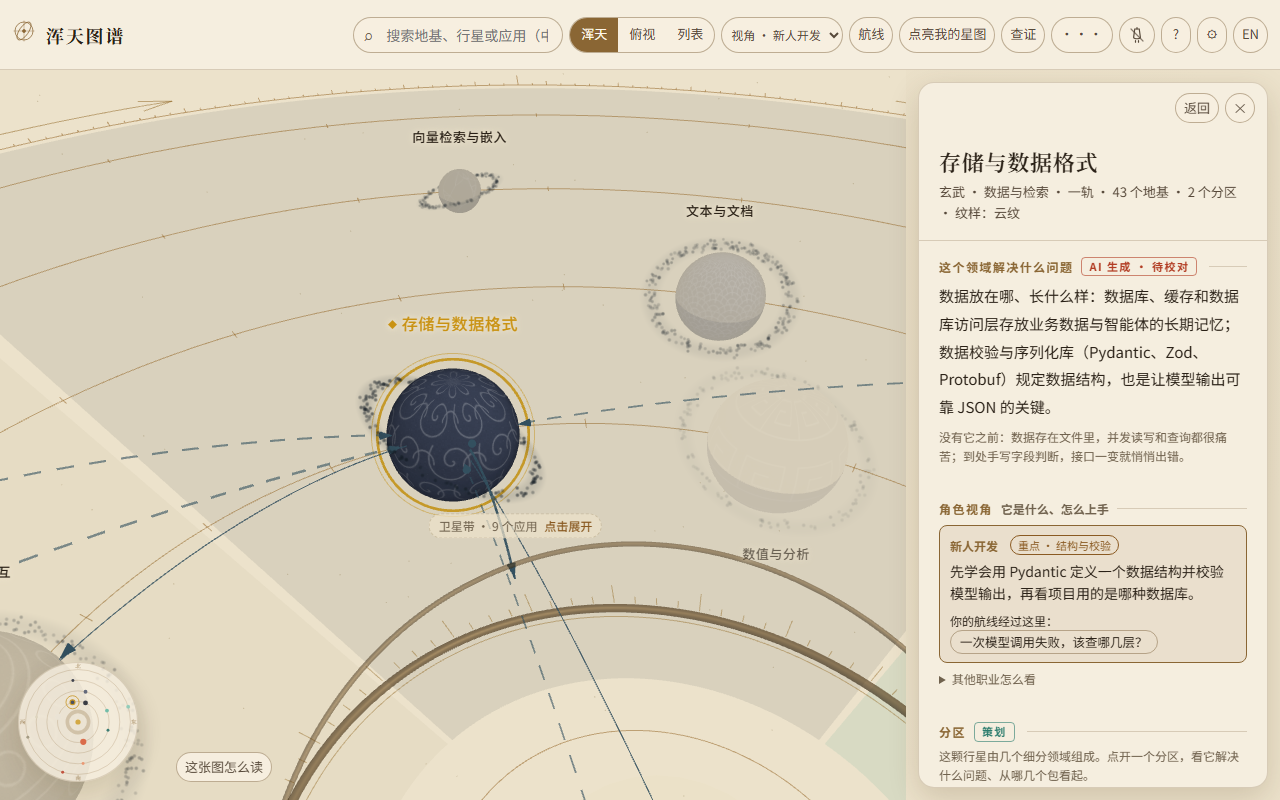 浑天图谱
搜索地基、行星或应用（中
浑天
俯视
列表
视角 · 新人开发
航线
点亮我的星图
查证
· · ·
?
EN
向量检索与嵌入
文本与文档
◆ 存储与数据格式
卫星带 · 9 个应用 点击展开
数值与分析
互
这张图怎么读
返回
存储与数据格式
玄武 · 数据与检索 · 一轨 · 43 个地基 · 2 个分区
· 纹样：云纹
这个领域解决什么问题 AI 生成 · 待校对
数据放在哪、长什么样：数据库、缓存和数据
库访问层存放业务数据与智能体的长期记忆；
数据校验与序列化库（Pydantic、Zod、
Protobuf）规定数据结构，也是让模型输出可
靠 JSON 的关键。
没有它之前：数据存在文件里，并发读写和查询都很痛
苦；到处手写字段判断，接口一变就悄悄出错。
角色视角 它是什么、怎么上手
新人开发 重点 · 结构与校验
先学会用 Pydantic 定义一个数据结构并校验
模型输出，再看项目用的是哪种数据库。
你的航线经过这里：
一次模型调用失败，该查哪几层？
▶ 其他职业怎么看
分区 策划
这颗行星由几个细分领域组成。点开一个分区，看它解决
什么问题、从哪几个包看起。